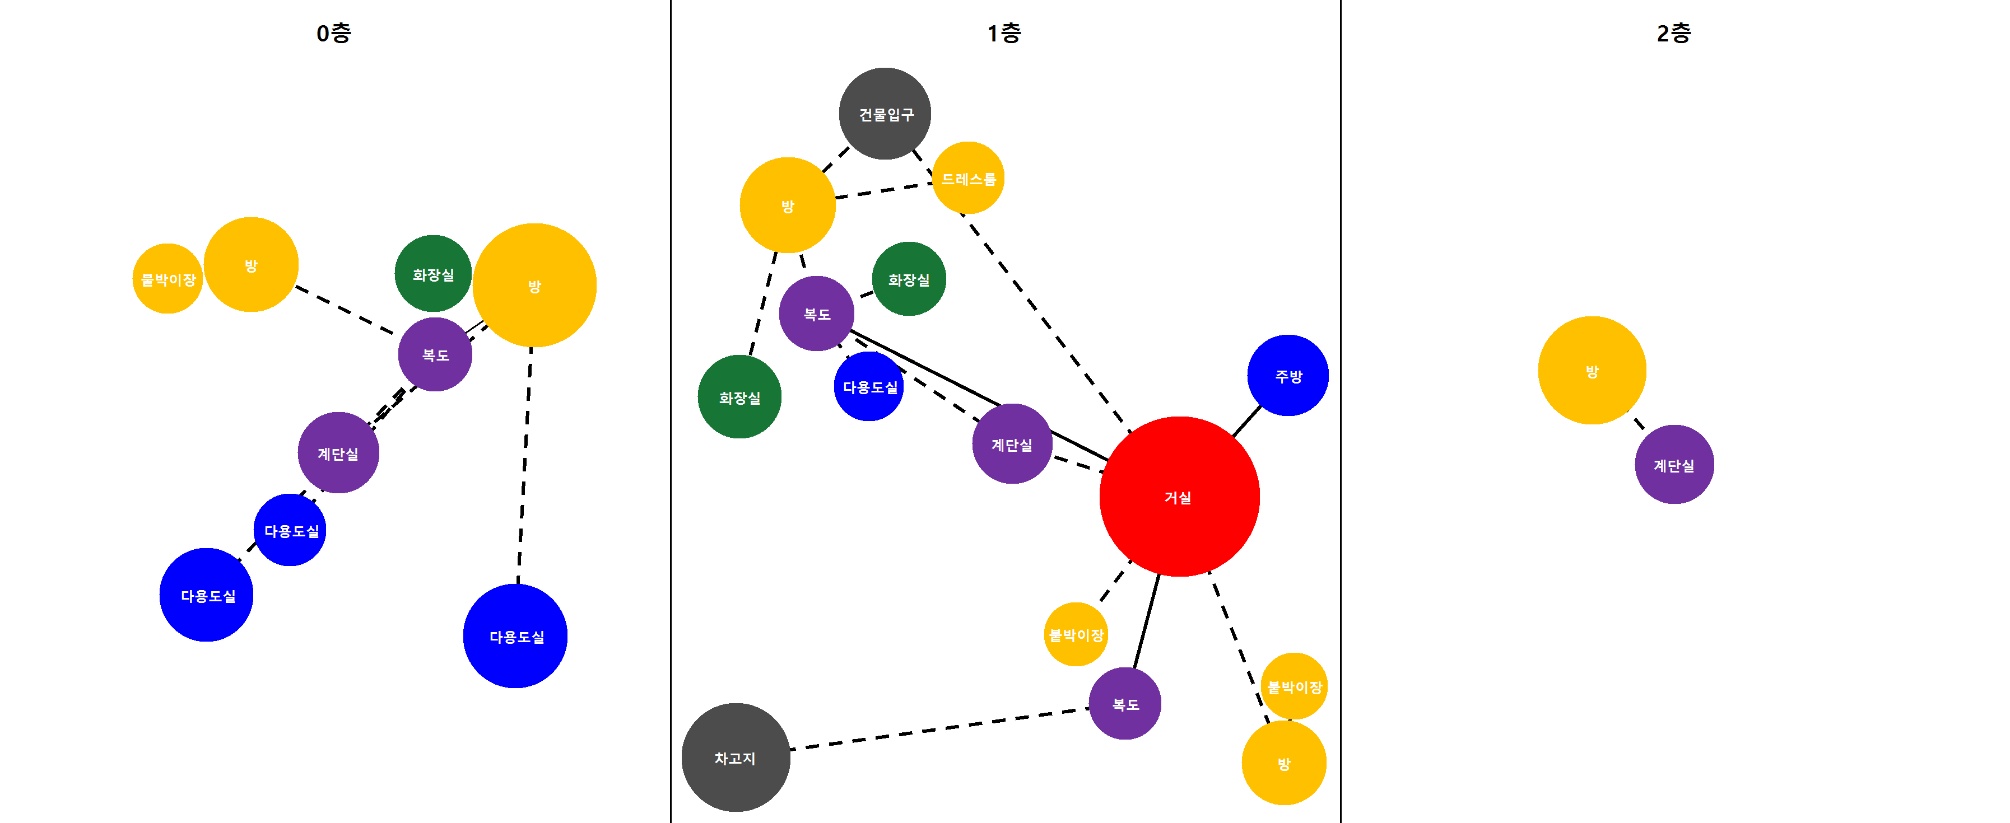 0층
1층
2층
붙박이장
방
화장실
방
복도
계단실
다용도실
다용도실
다용도실
건물입구
드레스룸
방
화장실
복도
주방
다용도실
화장실
계단실
거실
붙박이장
붙박이장
복도
차고지
방
방
계단실